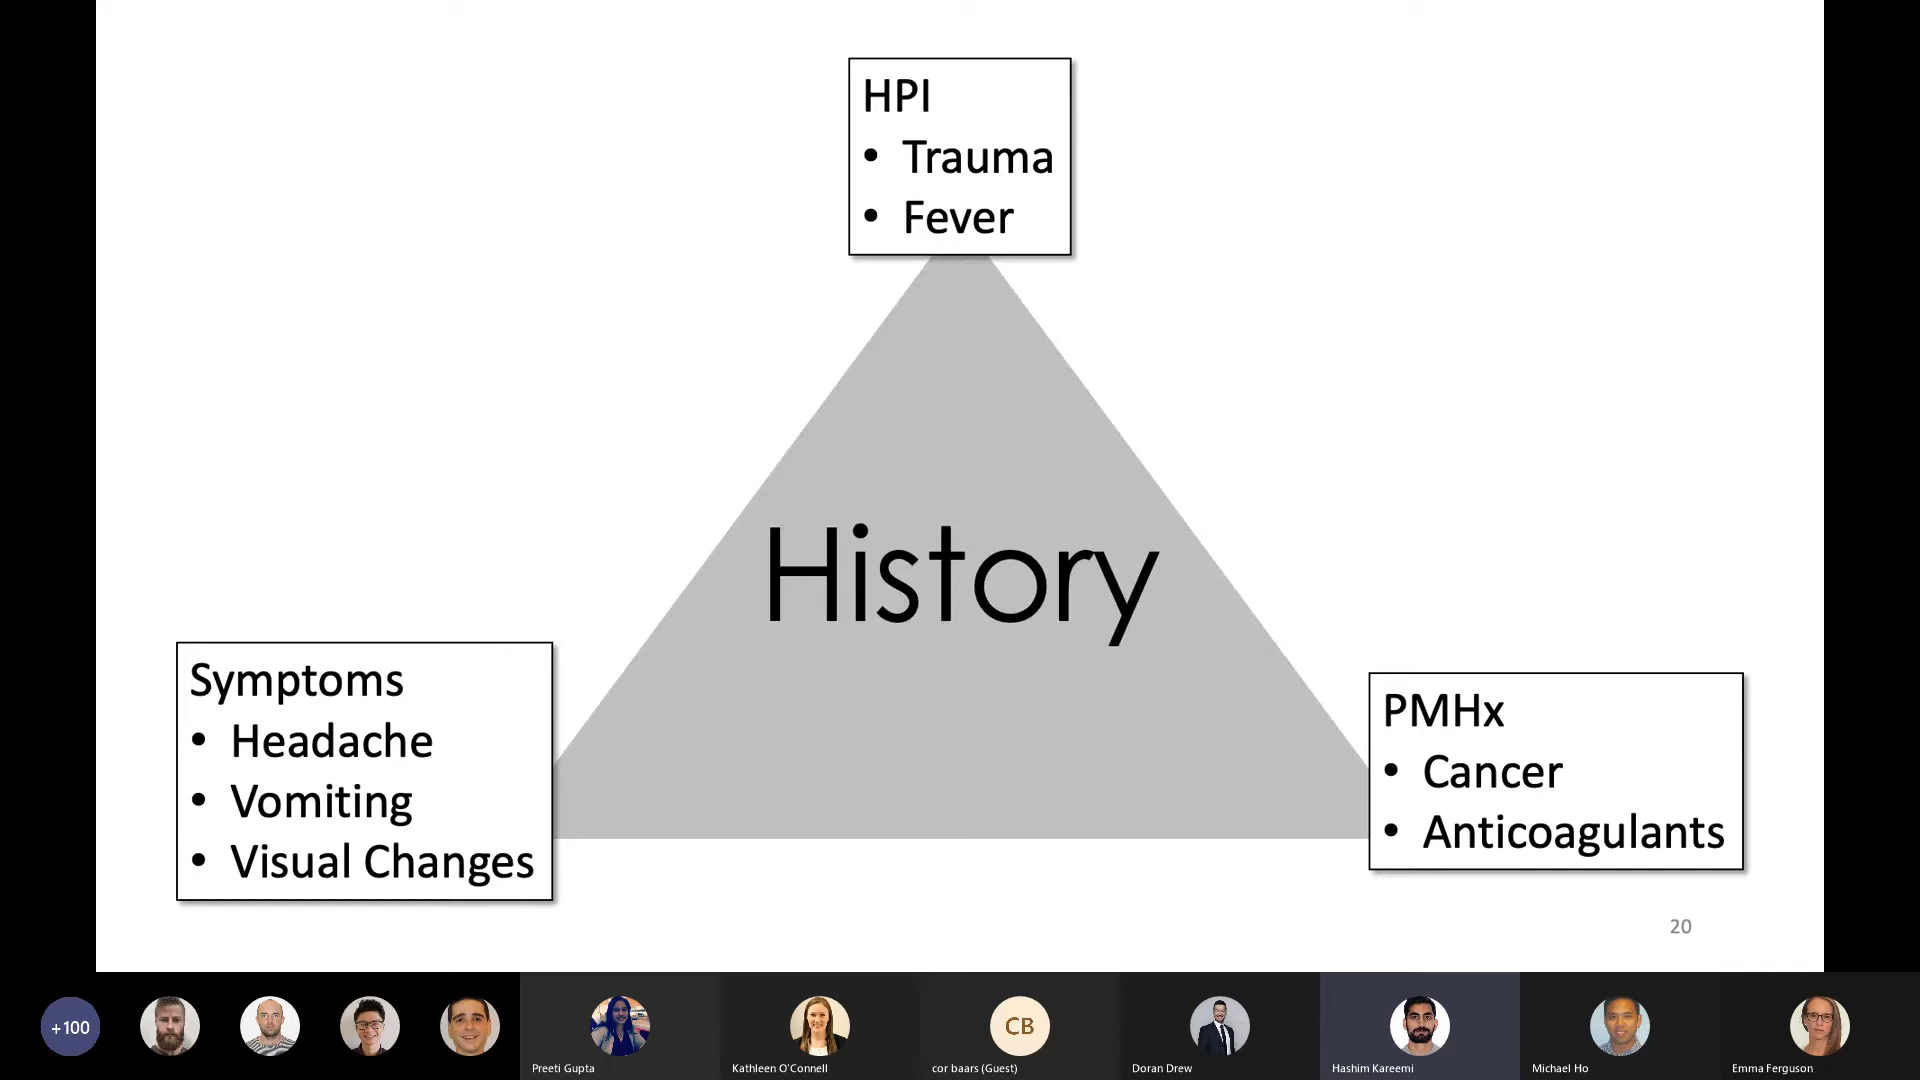 HPI
• Trauma
• Fever
History
Symptoms
• Headache
• Vomiting
• Visual Changes
PMHx
• Cancer
• Anticoagulants
20
+100
Preeti Gupta
Kathleen O'Connell
CB
cor baars (Guest)
Doran Drew
Hashim Kareemi
Michael Ho
Emma Ferguson